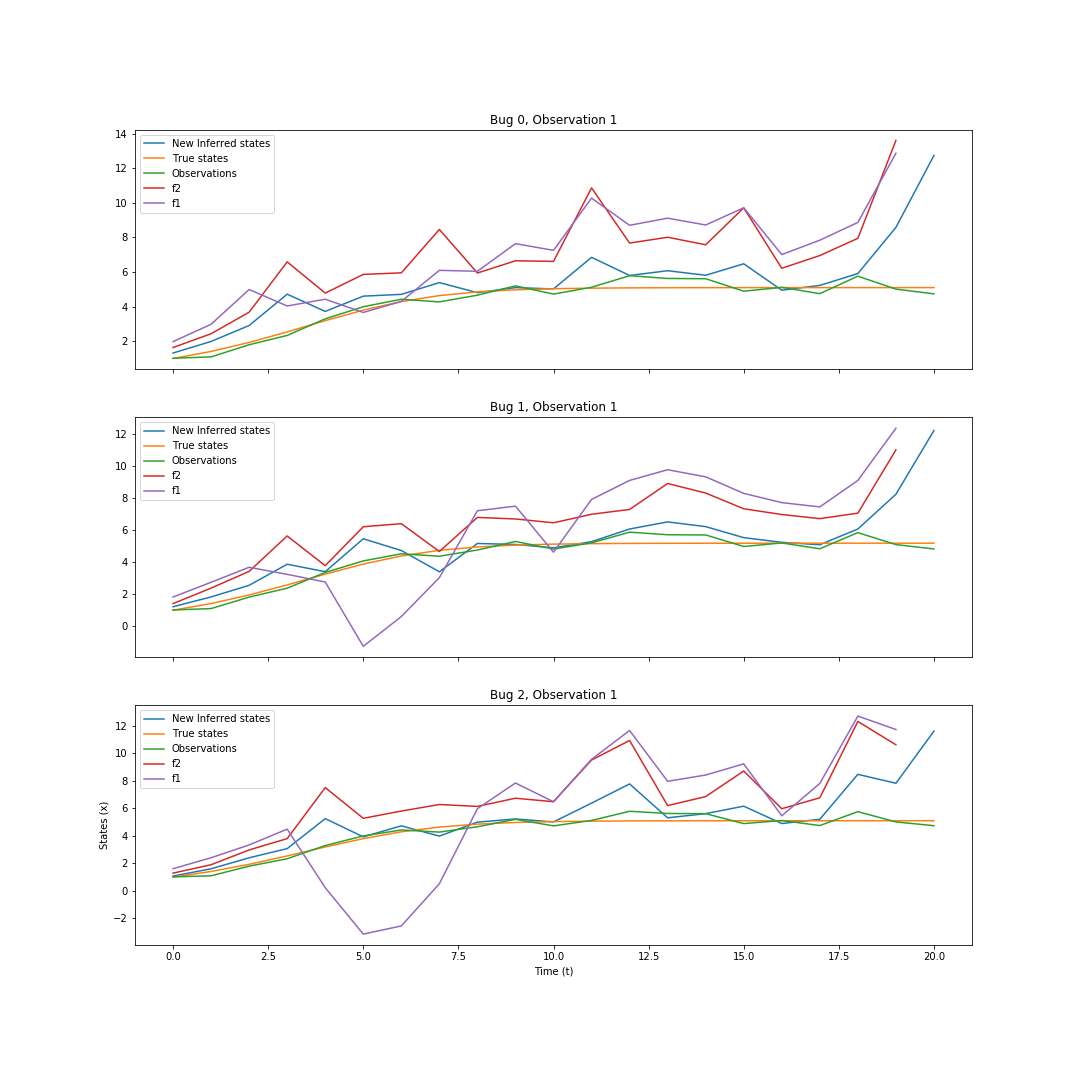 Bug 0, Observation 1
14
12
10
8
6
4
2
New Inferred states
True states
Observations
f2
f1
Bug 1, Observation 1
12
10
8
6
4
2
0
New Inferred states
True states
Observations
f2
f1
Bug 2, Observation 1
States (x)
12
10
8
6
4
2
0
−2
New Inferred states
True states
Observations
f2
f1
0.0 2.5 5.0 7.5 10.0 12.5 15.0 17.5 20.0
Time (t)